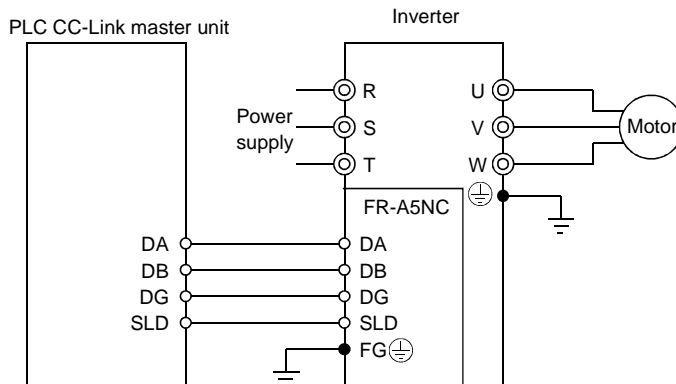 Inverter
PLC CC-Link master unit
R
U
Power
supply
S
V
Motor
T
W
FR-A5NC
DA
DA
DB
DB
DG
DG
SLD
SLD
FG